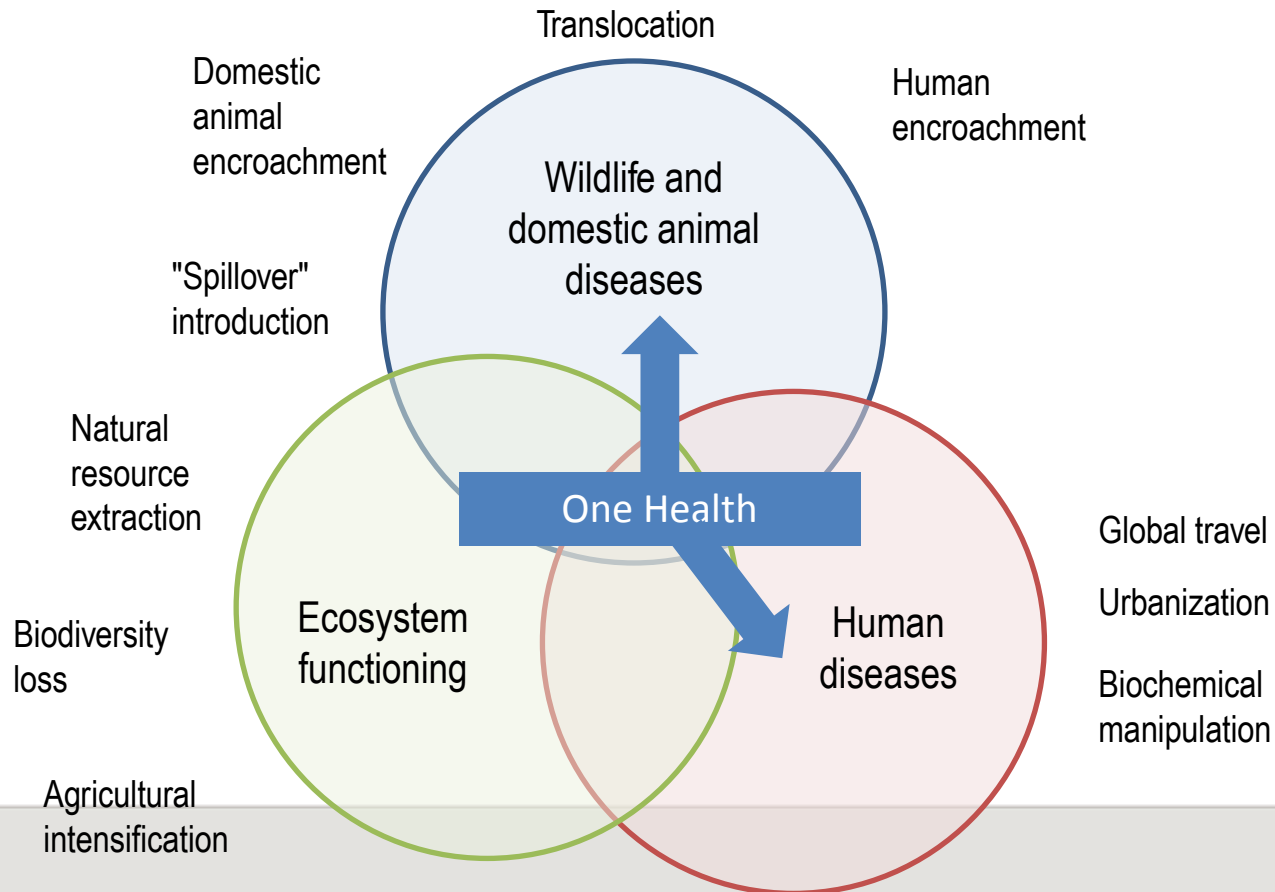 Translocation
Domestic
animal
encroachment
Human
encroachment
Wildlife and
domestic animal
diseases
"Spillover"
introduction
Natural
resource
extraction
One Health
Global travel
Urbanization
Ecosystem
functioning
Human
diseases
Biodiversity
loss
Biochemical
manipulation
Agricultural
intensification